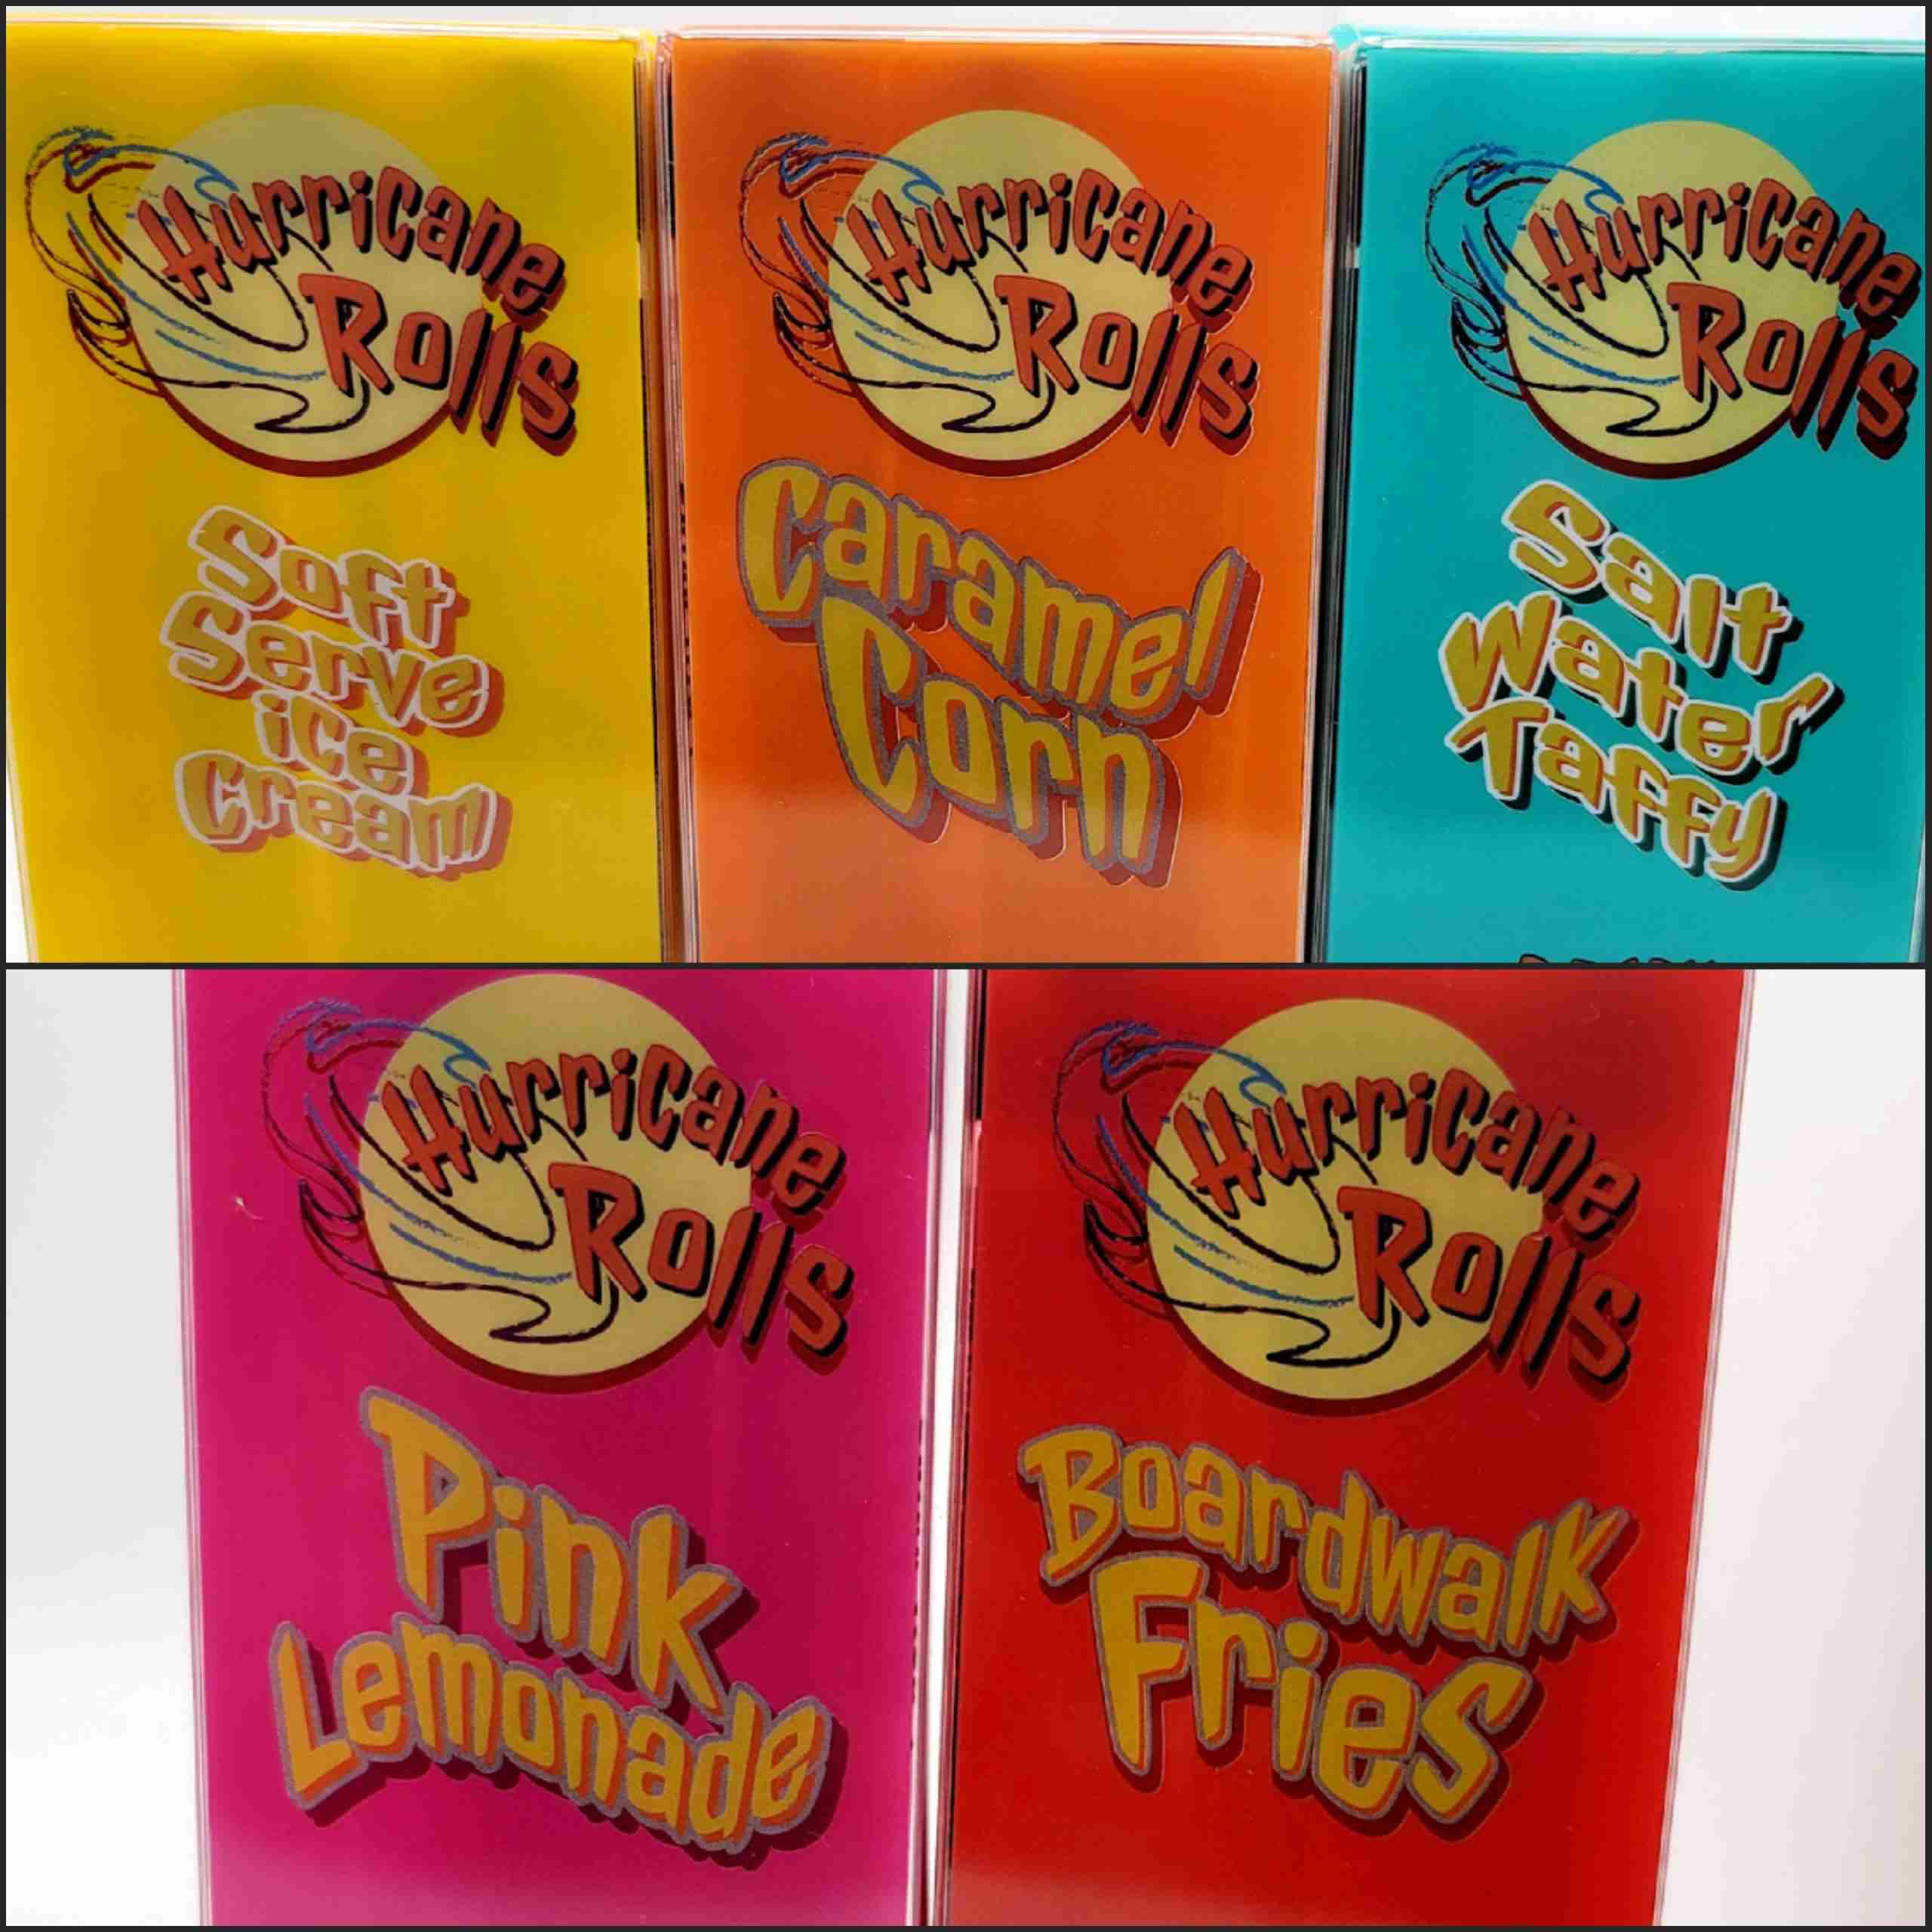 Hurricane
Rolls
Soft
Serve
ice
Cream
Hurricane
Rolls
Caramel
Corn
Hurricane
Rolls
Salt
Water
Taffy
Hurricane
Rolls
Pink
Lemonade
Hurricane
Rolls
Boardwalk
Fries